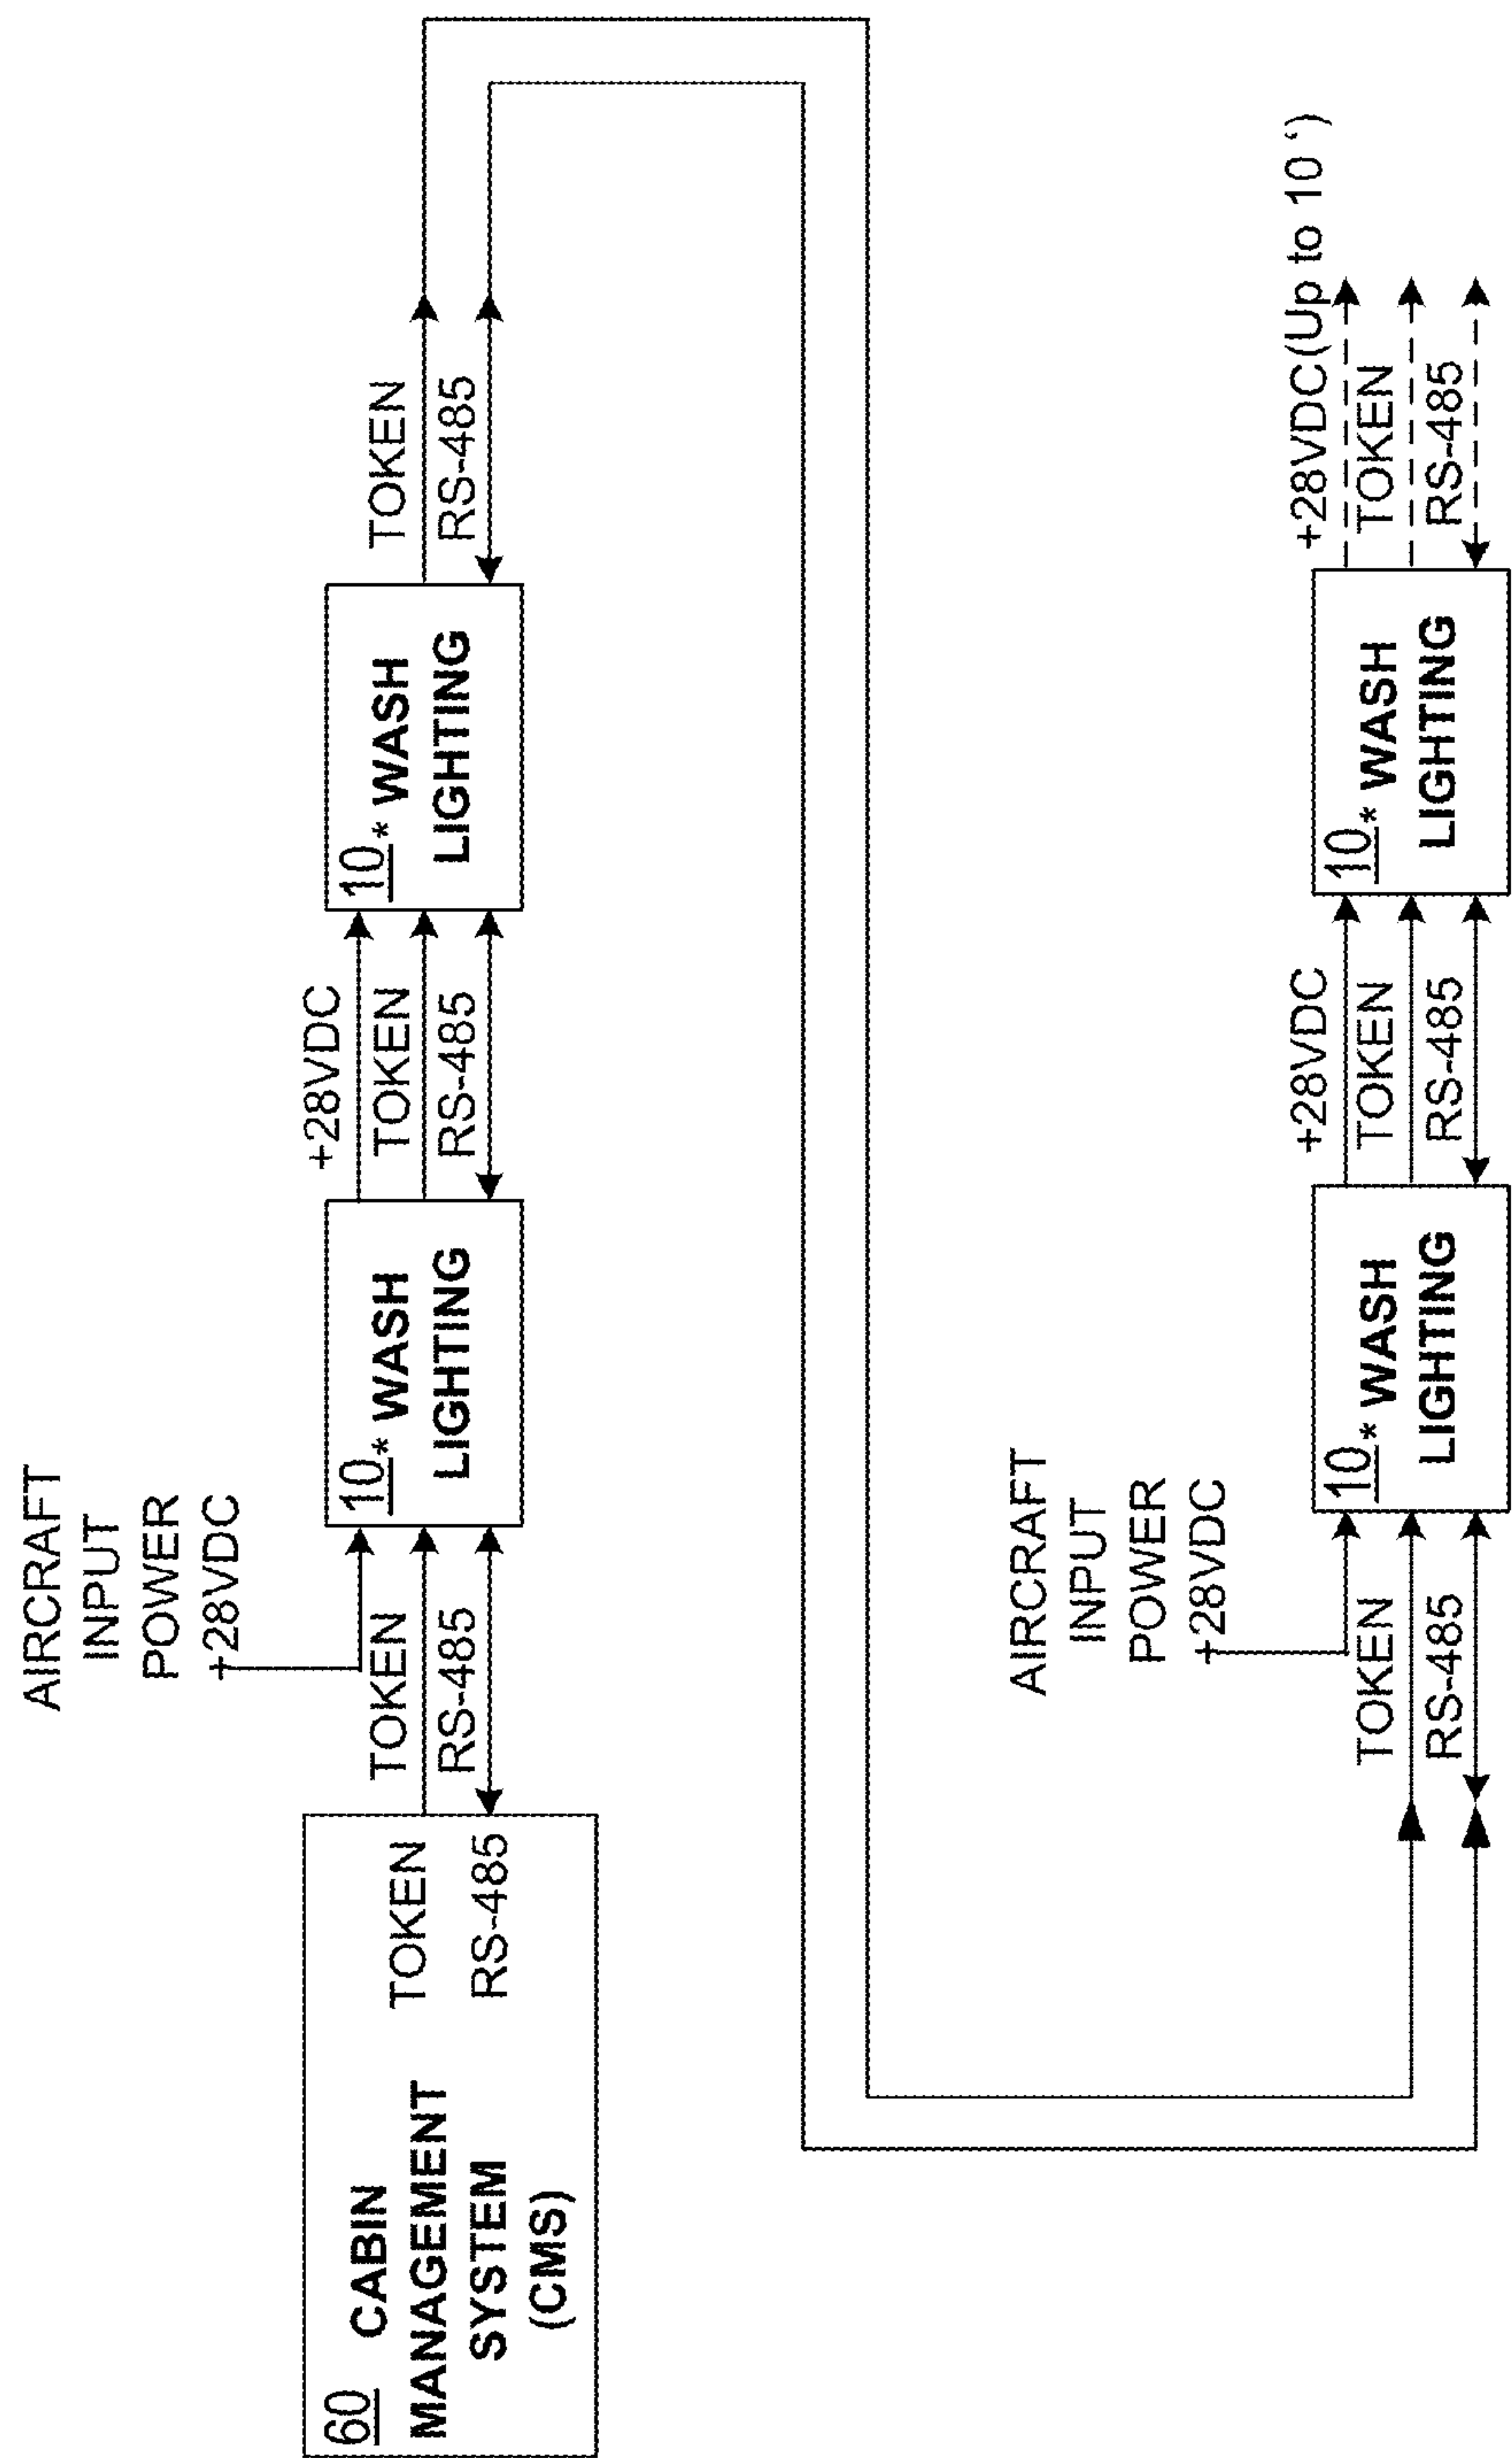 60 CABIN
MANAGEMENT
SYSTEM
(CMS)
TOKEN
RS-485
TOKEN
RS-485
AIRCRAFT
INPUT
POWER
+28VDC
10* WASH
LIGHTING
+28VDC
TOKEN
RS-485
10* WASH
LIGHTING
TOKEN
RS-485
AIRCRAFT
INPUT
POWER
+28VDC
TOKEN
RS-485
10* WASH
LIGHTING
+28VDC
TOKEN
RS-485
10* WASH
LIGHTING
+28VDC(Up to 10 ‘)
TOKEN
RS-485